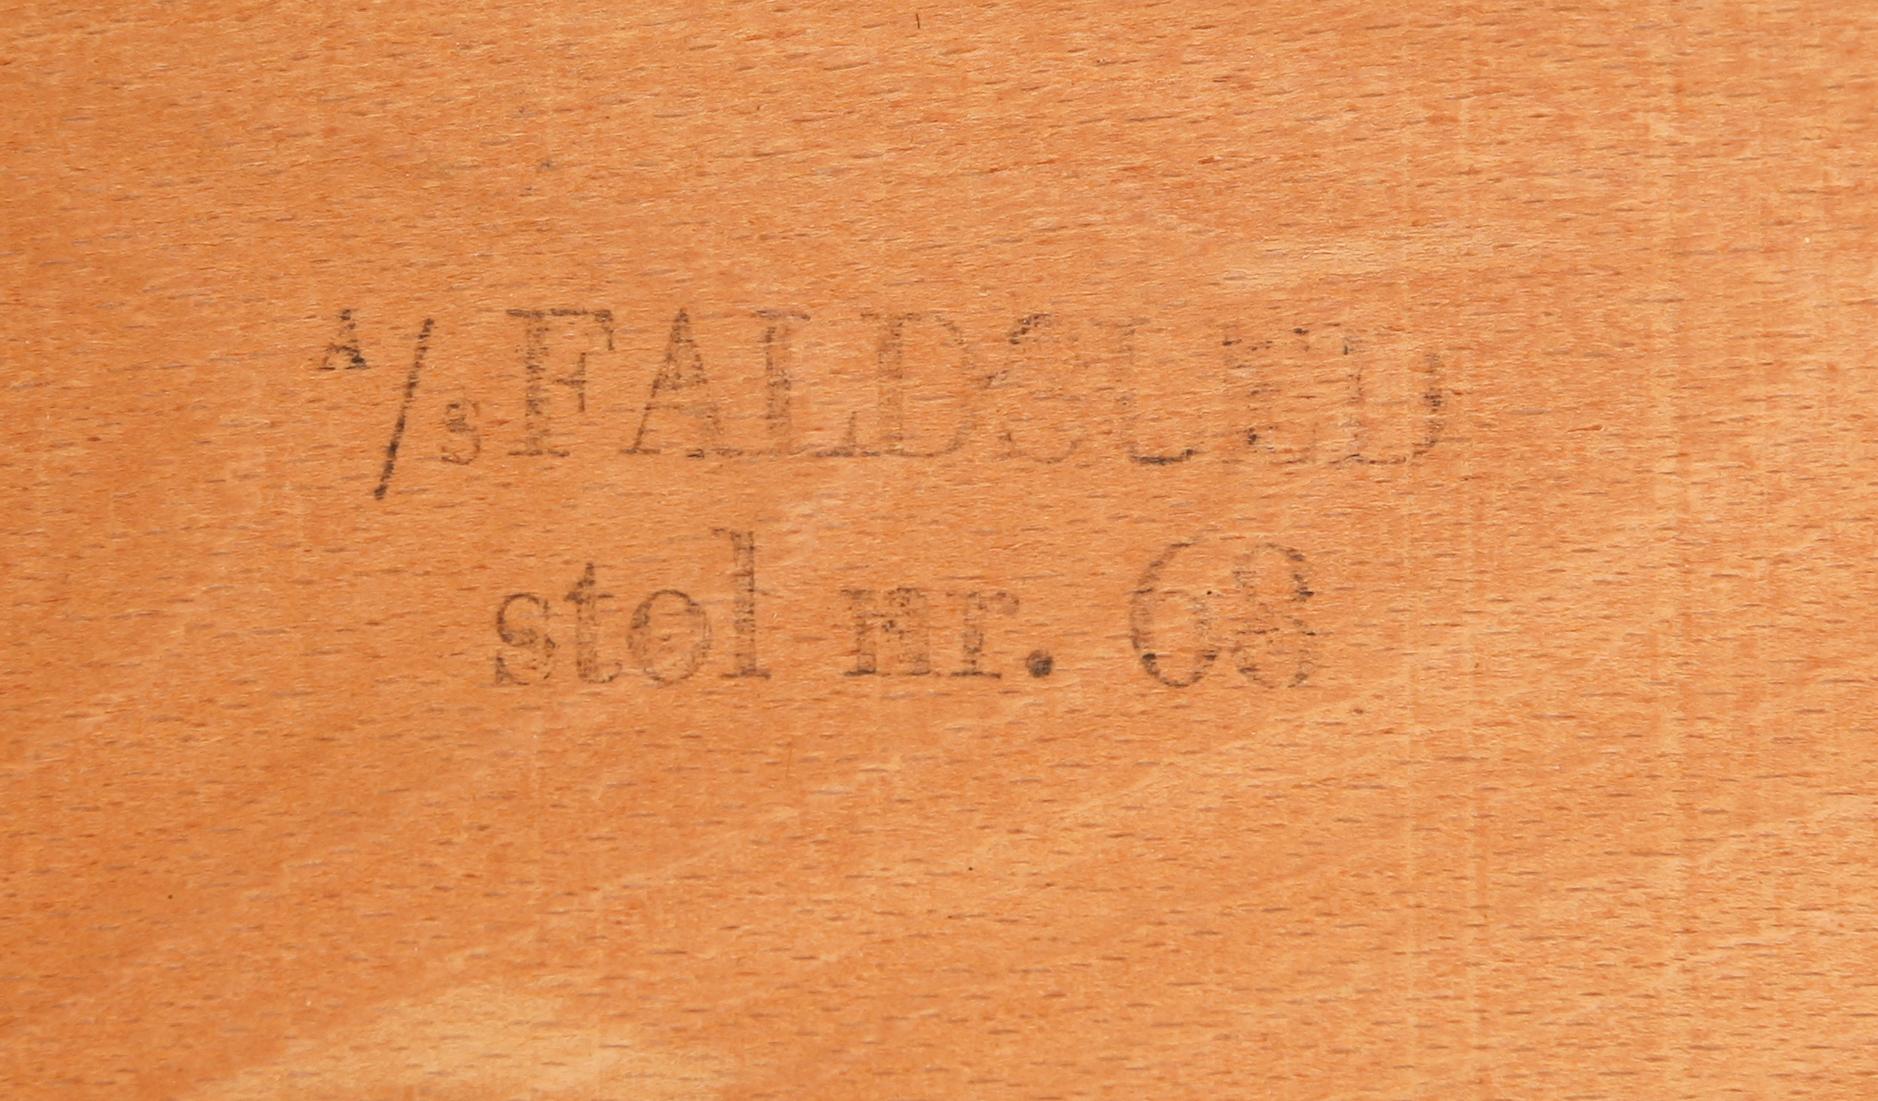 A/s FALDSLED
stol nr. 68